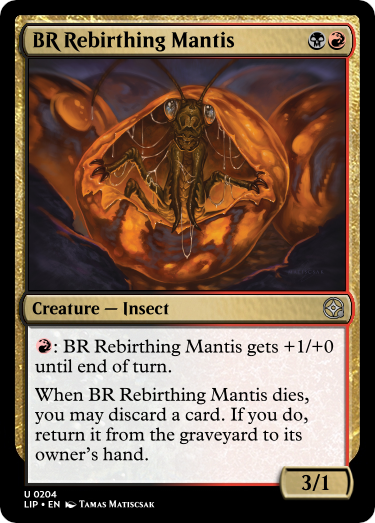 BR Rebirthing Mantis
Creature — Insect
: BR Rebirthing Mantis gets +1/+0
until end of turn.
When BR Rebirthing Mantis dies,
you may discard a card. If you do,
return it from the graveyard to its
owner's hand.
3/1
U 0204
LIP • EN Tamas Matiscsak